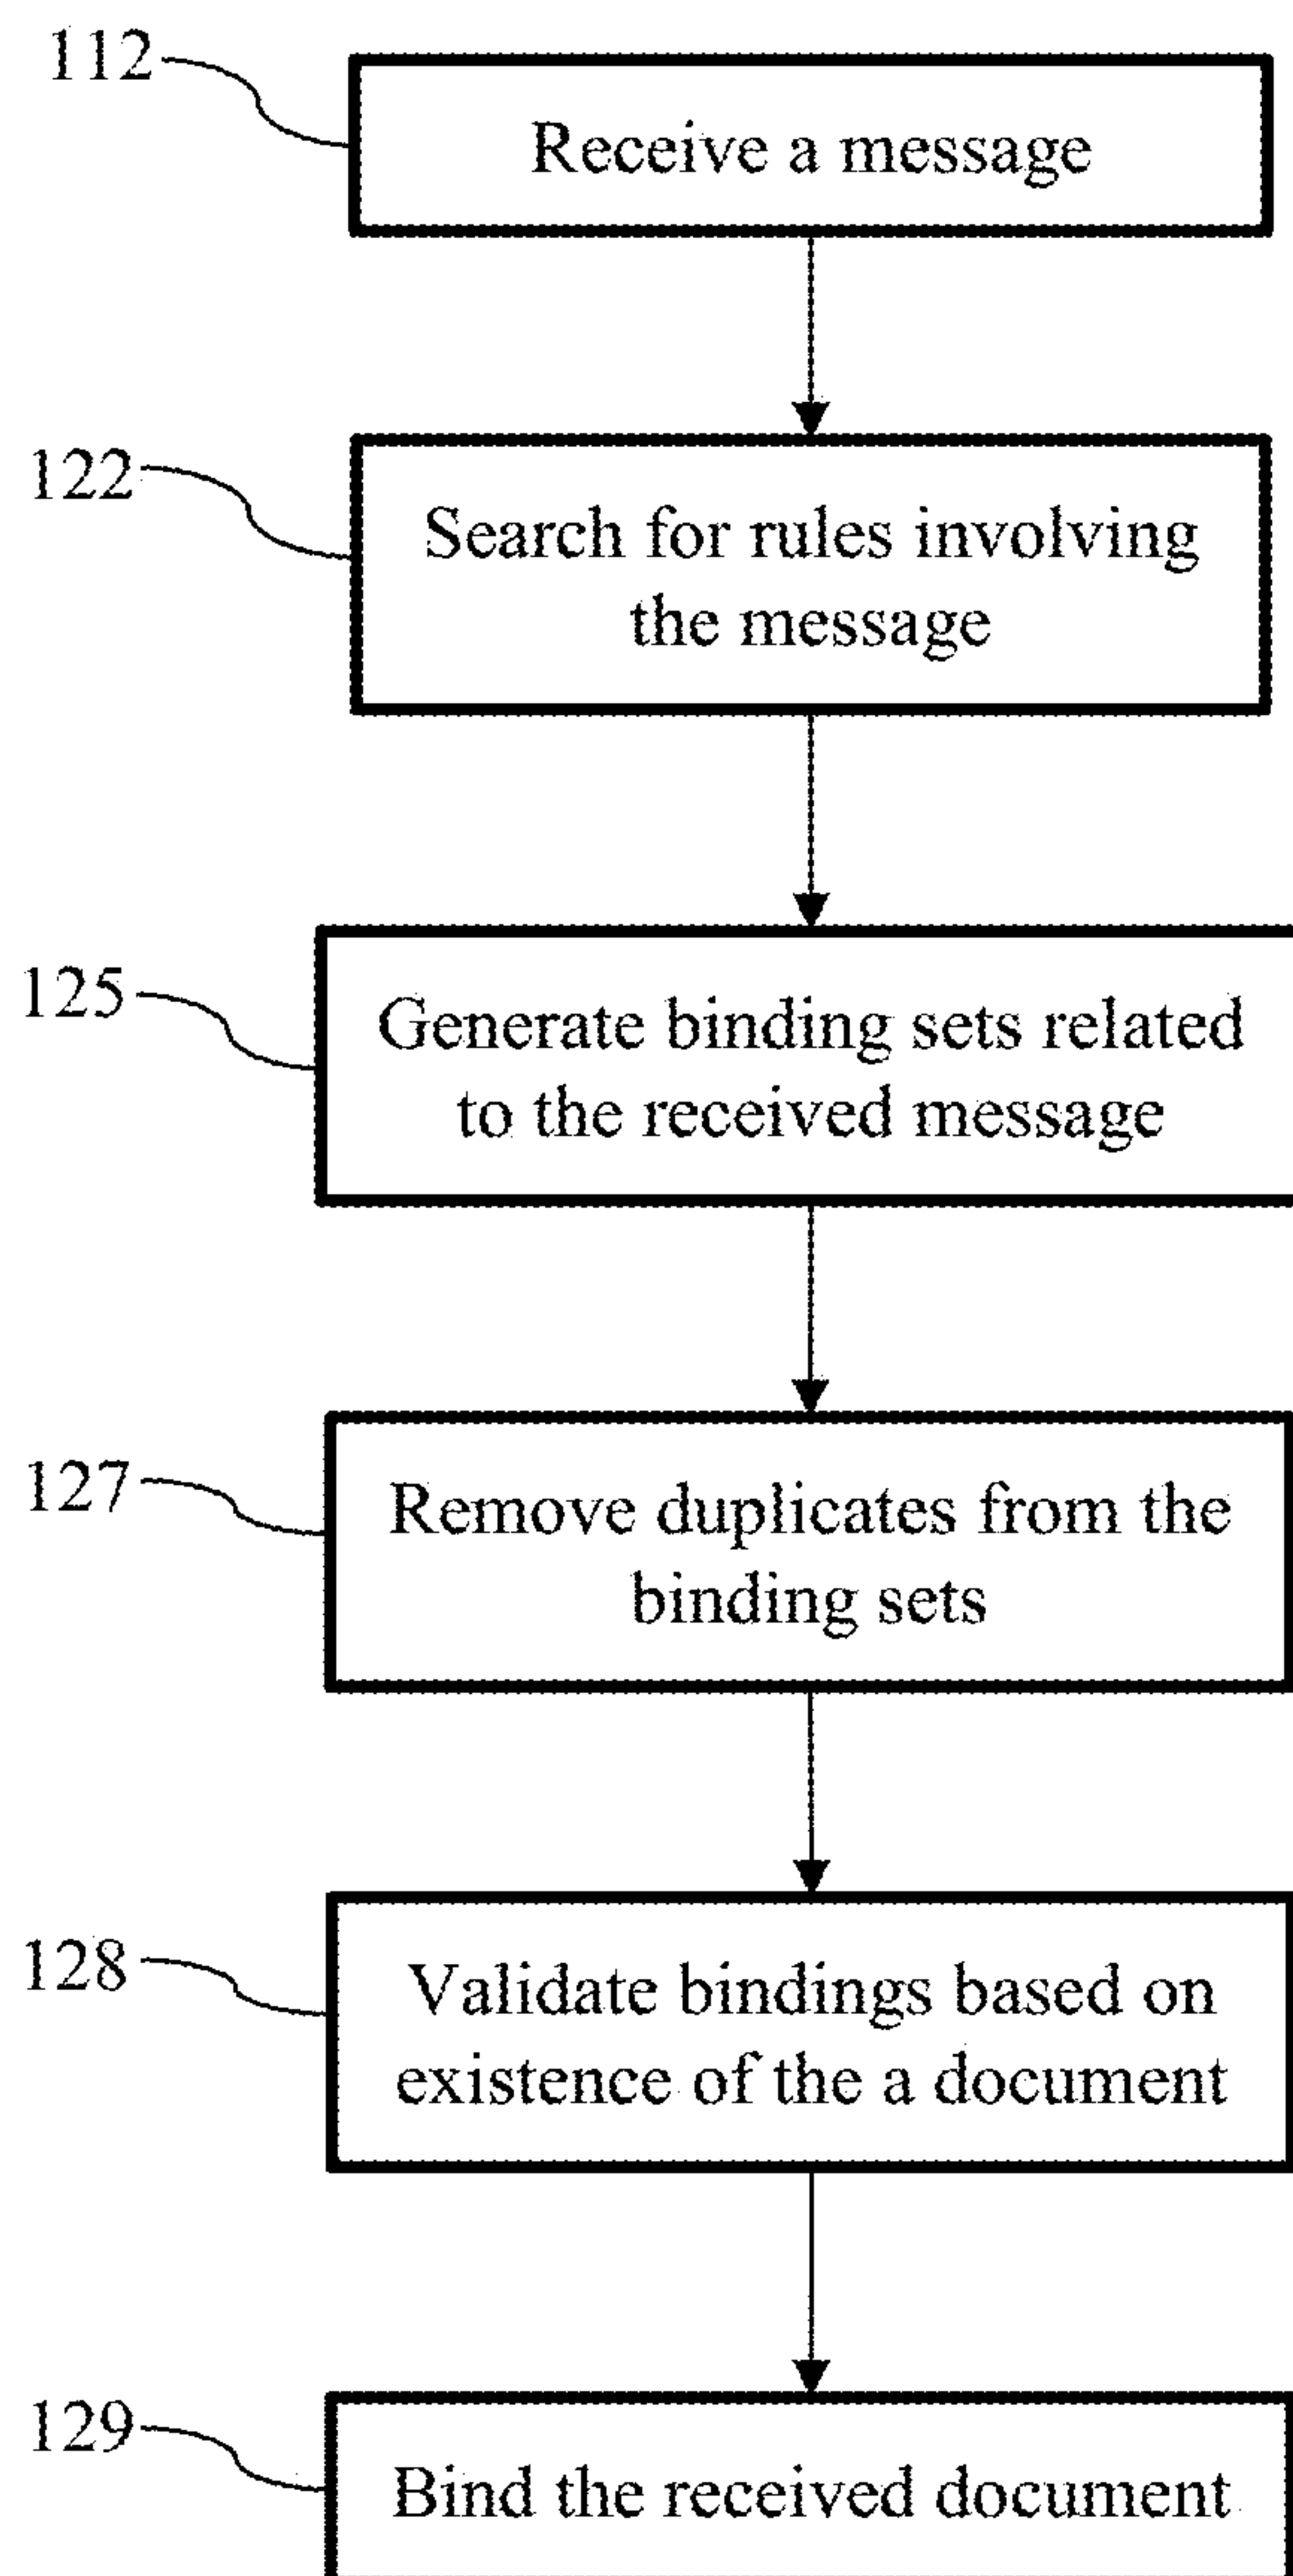 112
Receive a message
122
Search for rules involving
the message
125
Generate binding sets related
to the received message
127
Remove duplicates from the
binding sets
128
Validate bindings based on
existence of the a document
129
Bind the received document